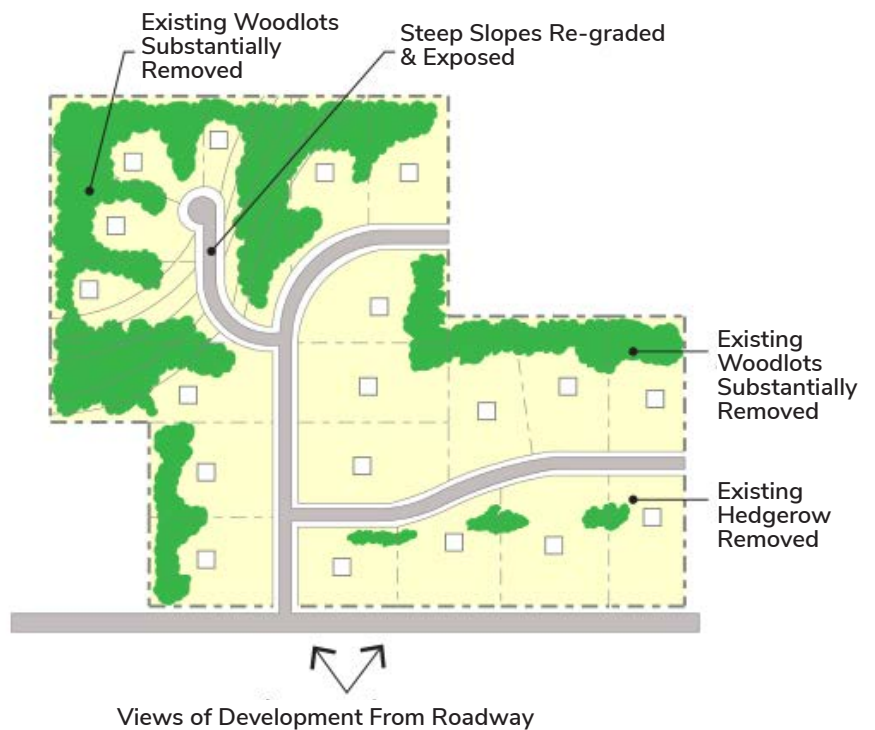 Existing Woodlots
Substantially
Removed
Steep Slopes Re-graded
& Exposed
Existing
Woodlots
Substantially
Removed
Existing
Hedgerow
Removed
Views of Development From Roadway